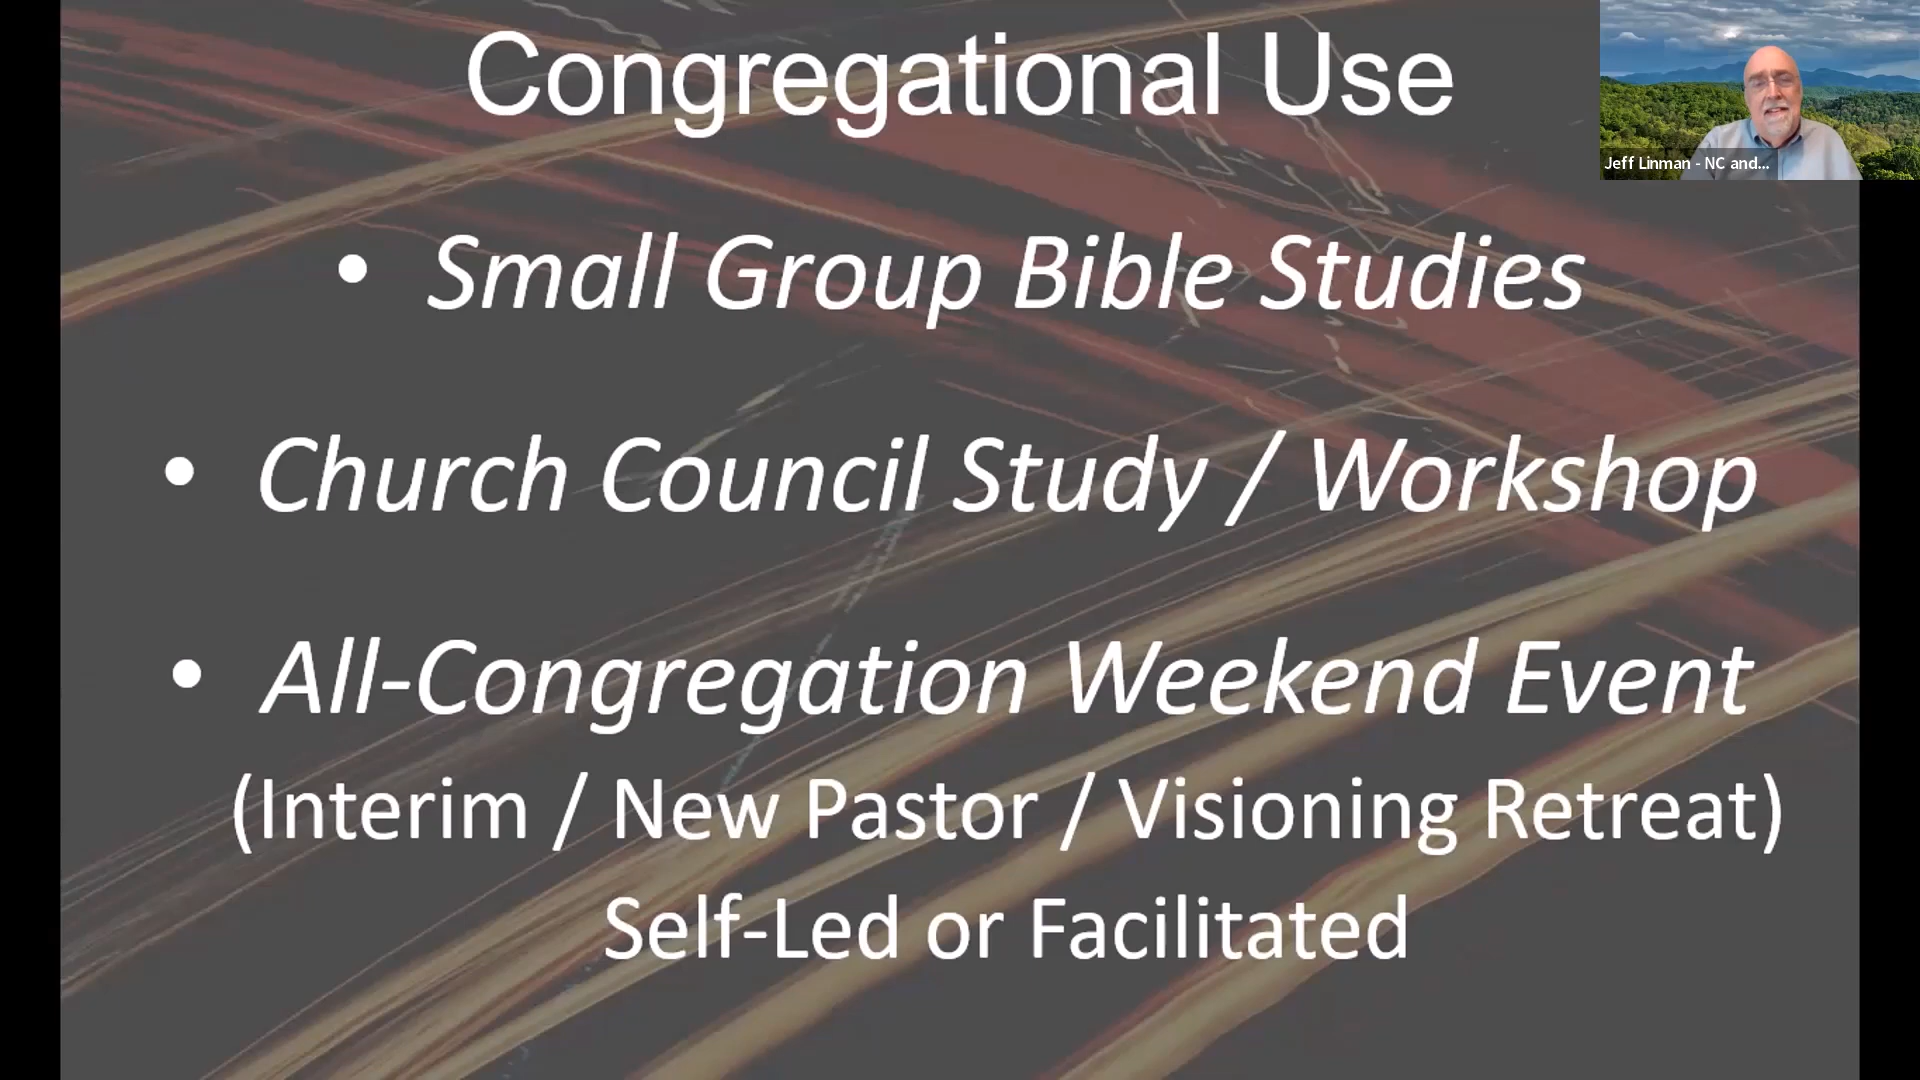 Congregational Use
Jeff Linman - NC and...
• Small Group Bible Studies
• Church Council Study / Workshop
• All-Congregation Weekend Event
(Interim / New Pastor / Visioning Retreat)
Self-Led or Facilitated